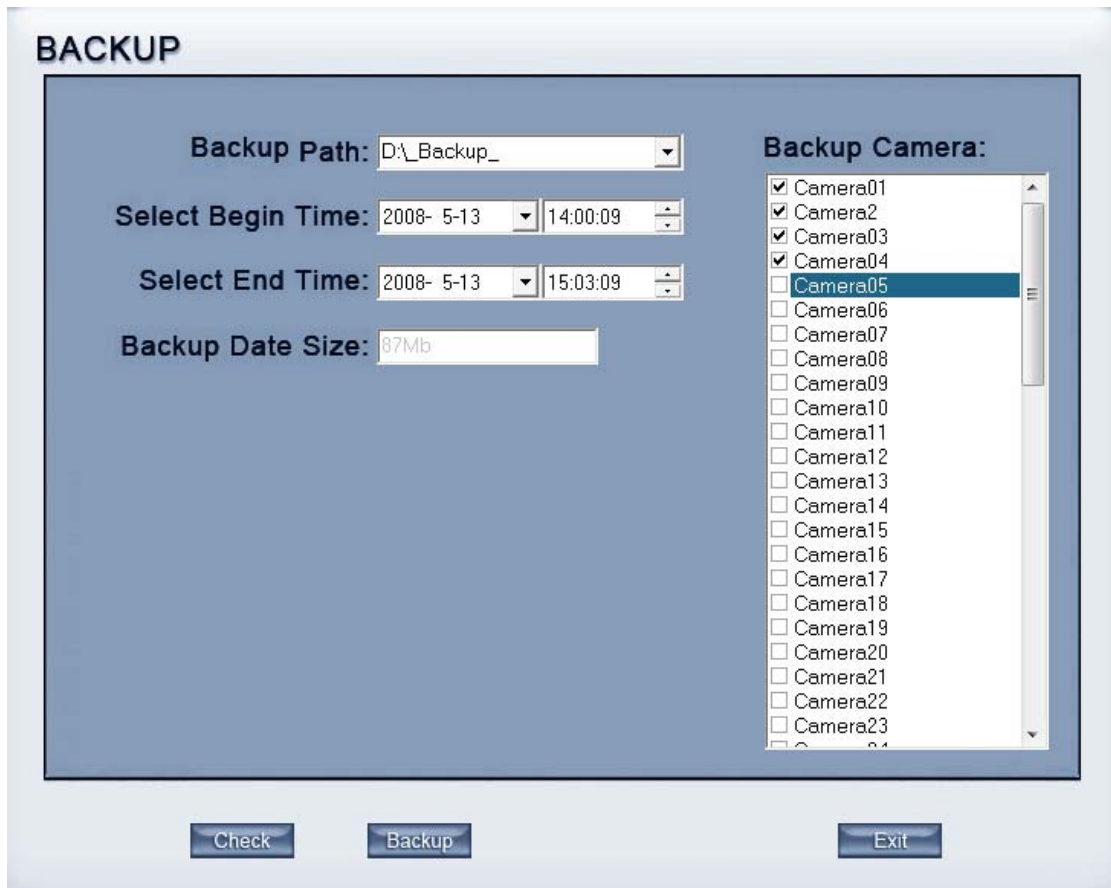 BACKUP
Backup Path: D:\_Backup_
Select Begin Time: 2008- 5-13 14:00:09
Select End Time: 2008- 5-13 15:03:09
Backup Date Size: 87Mb
Backup Camera:
Camera01
Camera2
Camera03
Camera04
Camera05
Camera06
Camera07
Camera08
Camera09
Camera10
Camera11
Camera12
Camera13
Camera14
Camera15
Camera16
Camera17
Camera18
Camera19
Camera20
Camera21
Camera22
Camera23
Check Backup Exit